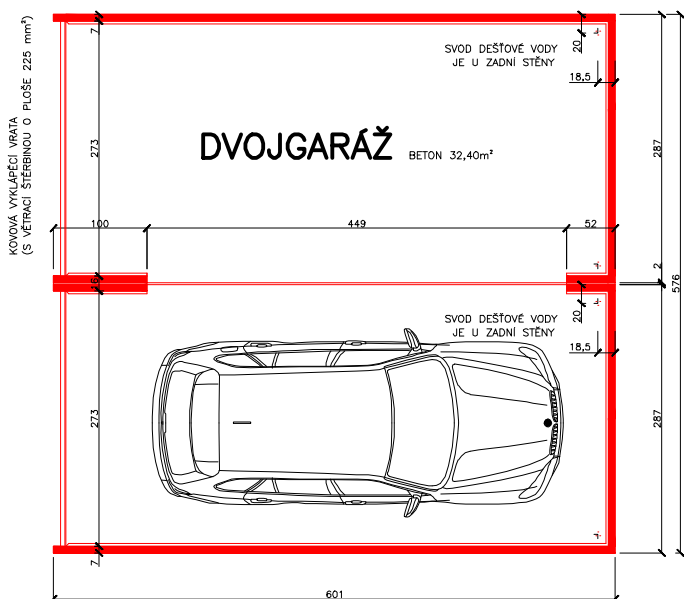 KOVOVÁ VYKLÁPĚCÍ VRATA
(S VĚTRACÍ ŠTĚRBINOU O PLOŠE 225 mm²)
7
20
SVOD DEŠŤOVÉ VODY
JE U ZADNÍ STĚNY
18,5
273
DVOJGARÁŽ
BETON 32,40m²
287
100
449
52
2
576
16
20
SVOD DEŠŤOVÉ VODY
JE U ZADNÍ STĚNY
18,5
273
287
7
601